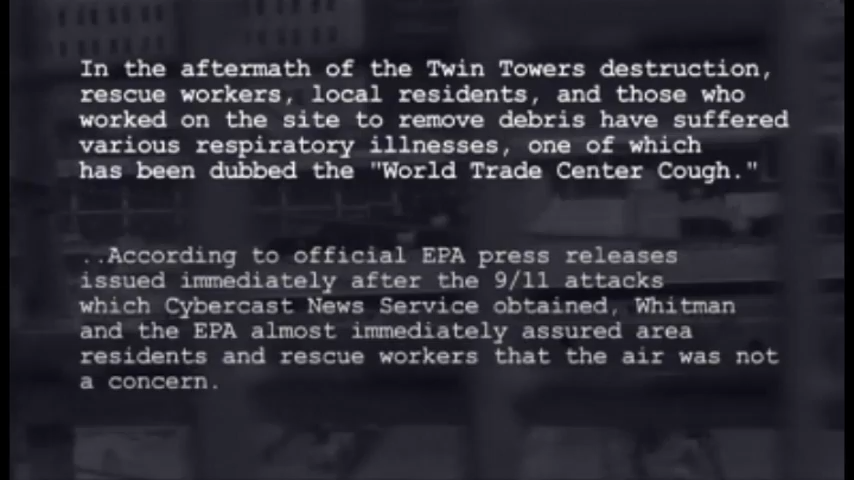 In the aftermath of the Twin Towers destruction,
rescue workers, local residents, and those who
worked on the site to remove debris have suffered
various respiratory illnesses, one of which
has been dubbed the "World Trade Center Cough."
..According to official EPA press releases
issued immediately after the 9/11 attacks
which Cybercast News Service obtained, Whitman
and the EPA almost immediately assured area
residents and rescue workers that the air was not
a concern.